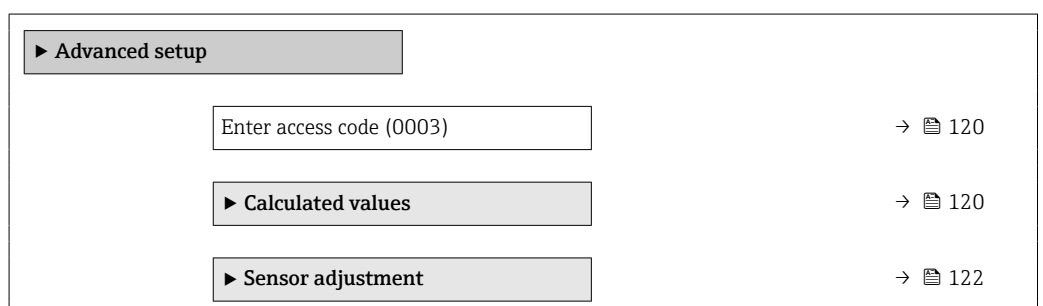 ▶ Advanced setup
Enter access code (0003) → 120
▶ Calculated values → 120
▶ Sensor adjustment → 122